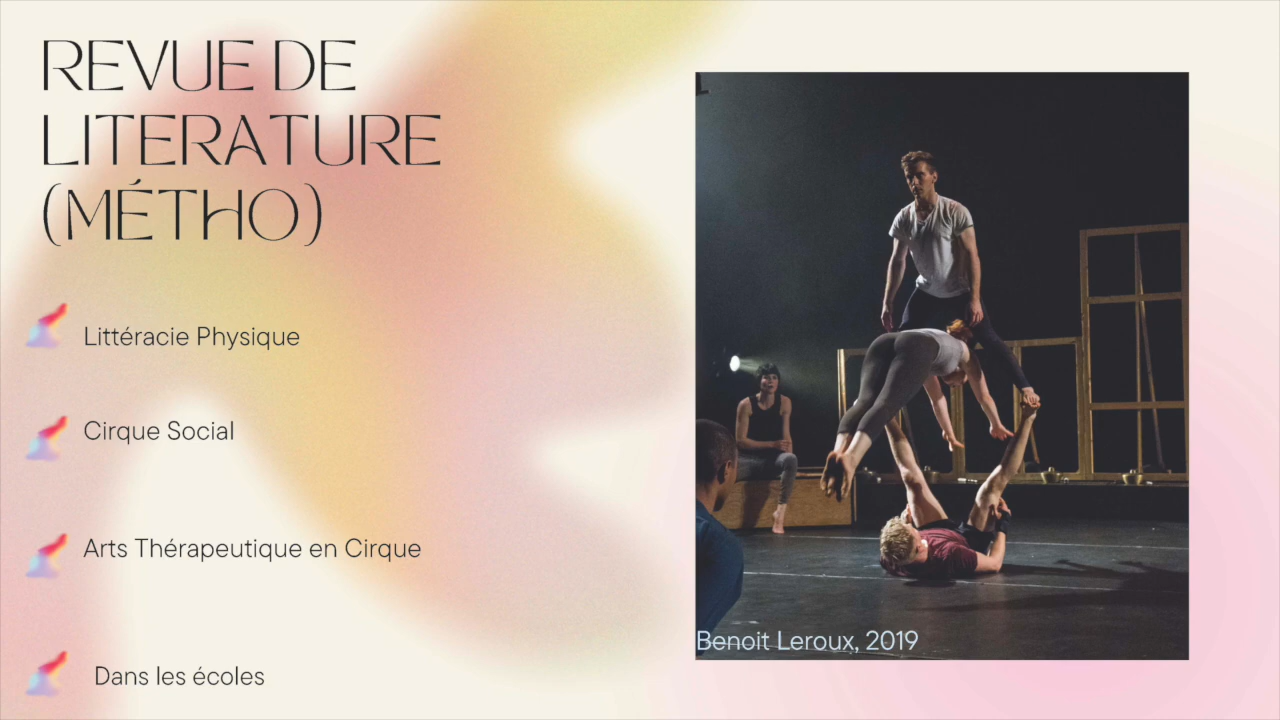 REVUE DE
LITERATURE
(MÉTHO)
Littéracie Physique
Cirque Social
Arts Thérapeutique en Cirque
Dans les écoles
Benoit Leroux, 2019